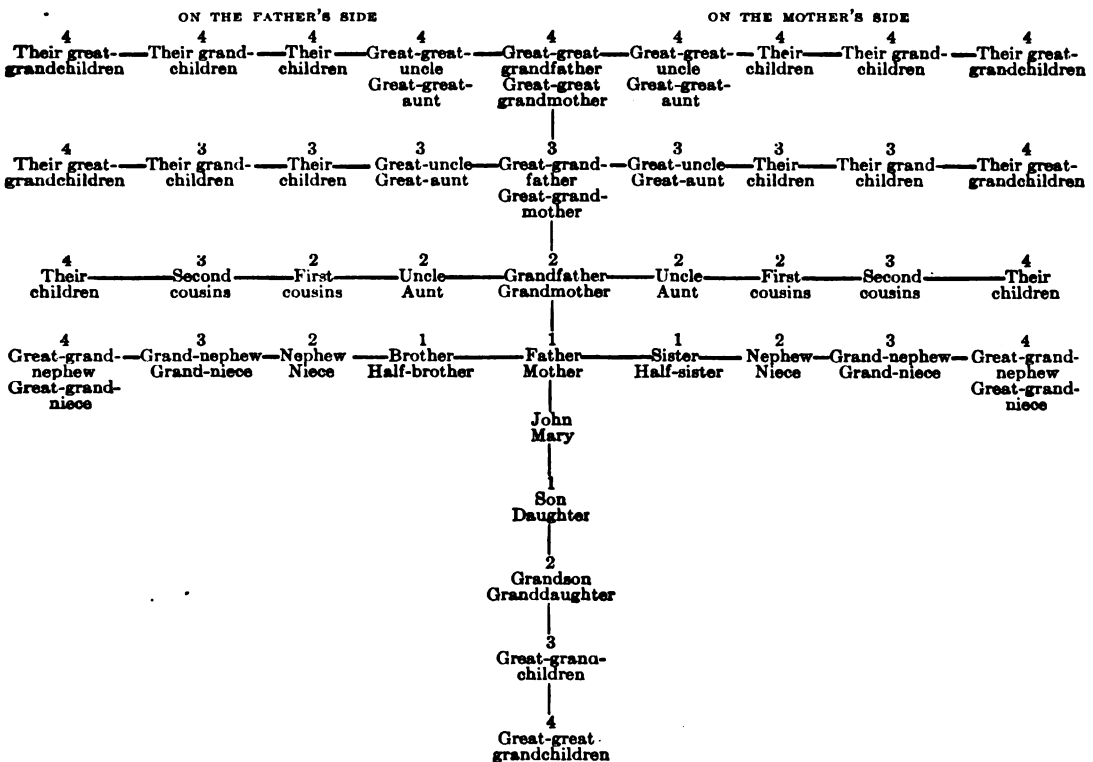 ON THE FATHER'S SIDE ON THE MOTHER'S SIDE
4 4 4 4 4 4 4 4 4
Their great- Their grand- Their Great-great- Great-great Great-great- Their Their grand- Their great-
grandchildren children children uncle grandfather uncle children children grandchildren
Great-great- Great-great Great-great-
aunt grandmother aunt
4 3 3 3 3 3 3 3 4
Their great- Their grand- Their Great-uncle Great-grand- Great-uncle Their Their grand- Their great-
grandchildren children children Great-aunt father Great-aunt children children grandchildren
Great-grand-
mother
4 3 2 2 2 2 2 3 4
Their Second First Uncle Grandfather Uncle First Second Their
children cousins cousins Aunt Grandmother Aunt cousins cousins children
4 3 2 1 1 1 2 3 4
Great-grand- Grand-nephew Nephew Brother Father Sister Nephew Grand-nephew Great-grand-
nephew Grand-niece Niece Half-brother Mother Half-sister Niece Grand-niece nephew
Great-grand- Great-grand-
niece niece
John
Mary
1
Son
Daughter
2
Grandson
Granddaughter
3
Great-grand-
children
4
Great-great
grandchildren